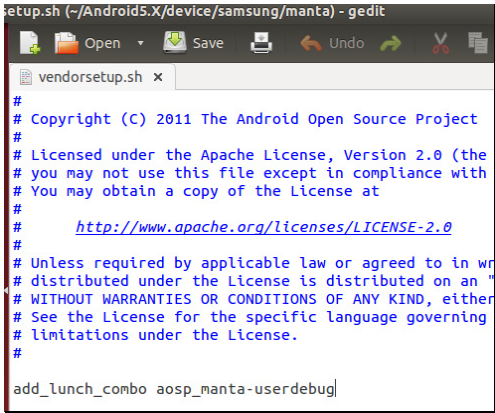 setup.sh (~/Android5.X/device/samsung/manta) - gedit
Open Save Undo
vendorsetup.sh ×
#
# Copyright (C) 2011 The Android Open Source Project
#
# Licensed under the Apache License, Version 2.0 (the
# you may not use this file except in compliance with
# You may obtain a copy of the License at
#
# http://www.apache.org/licenses/LICENSE-2.0
#
# Unless required by applicable law or agreed to in wr
# distributed under the License is distributed on an "
# WITHOUT WARRANTIES OR CONDITIONS OF ANY KIND, either
# See the License for the specific language governing
# limitations under the License.
#
add_lunch_combo aosp_manta-userdebug